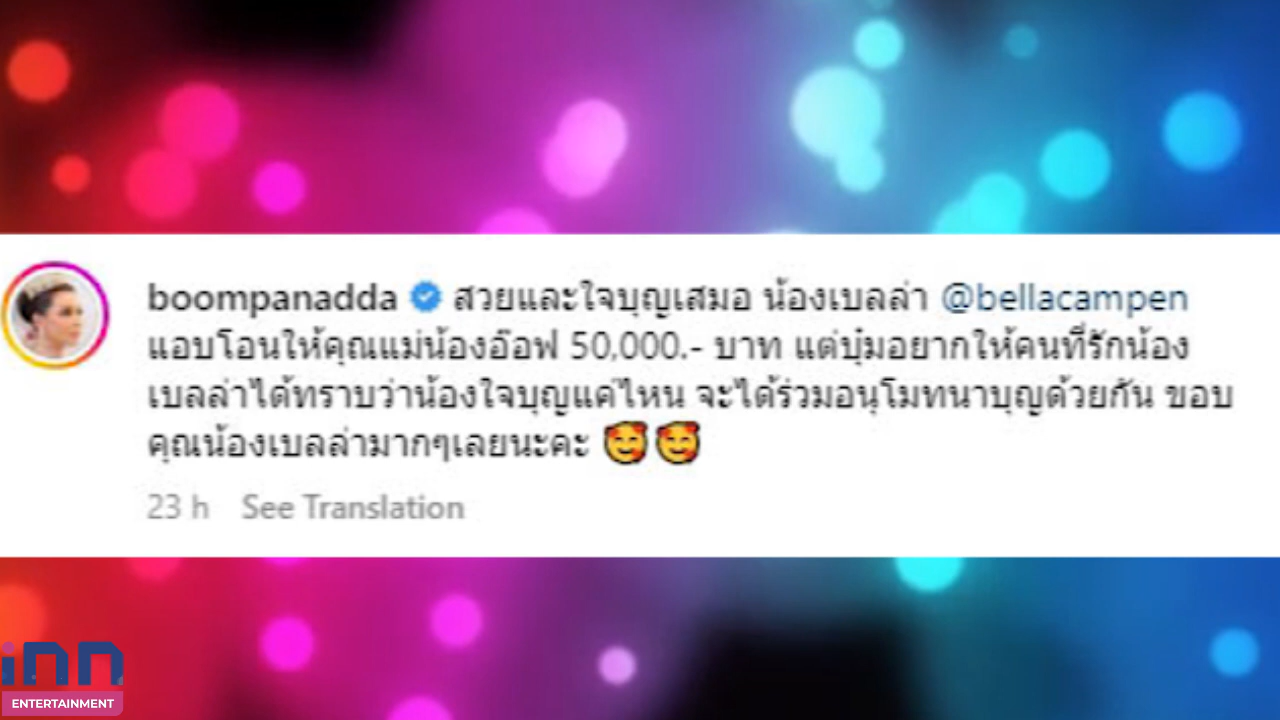 boompanadda สวยและใจบุญเสมอ น้องเบลล่า @bellacampen
แอบโอนให้คุณแม่น้องอ๊อฟ 50,000.- บาท แต่บุ๋มอยากให้คนที่รักน้อง
เบลล่าได้ทราบว่าน้องใจบุญแค่ไหน จะได้ร่วมอนุโมทนาบุญด้วยกัน ขอบ
คุณน้องเบลล่ามากๆเลยนะคะ 🥰🥰
23 h See Translation
inn
ENTERTAINMENT